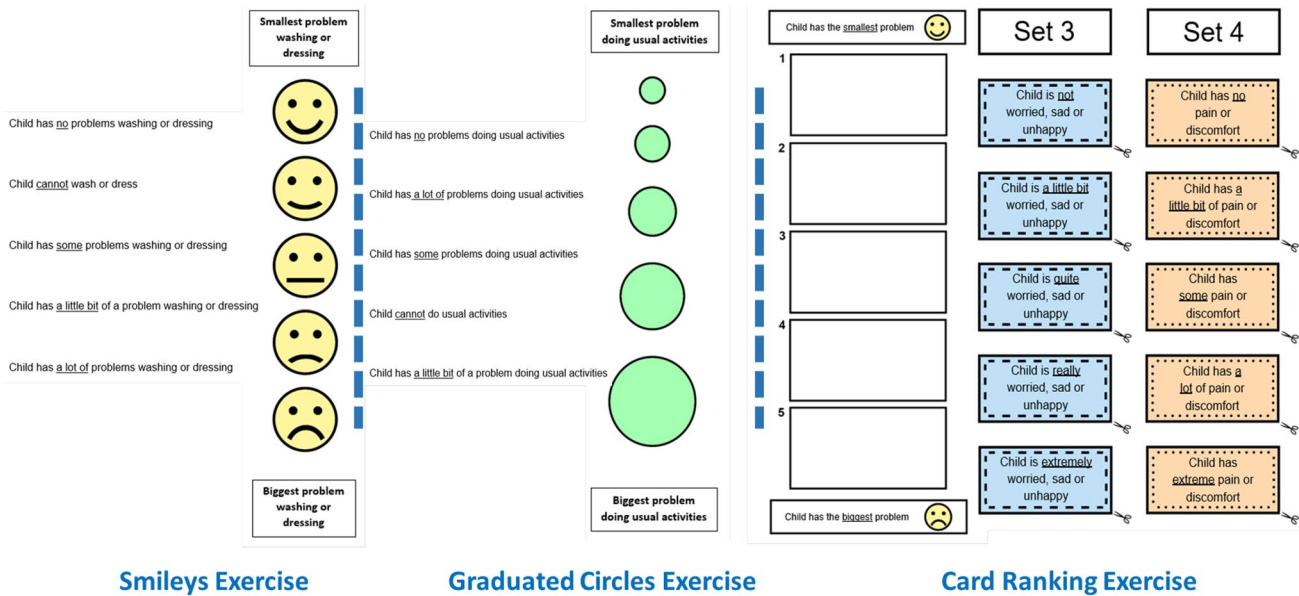 Smallest problem
washing or
dressing
Child has no problems washing or dressing
Child cannot wash or dress
Child has some problems washing or dressing
Child has a little bit of a problem washing or dressing
Child has a lot of problems washing or dressing
Biggest problem
washing or
dressing
Smileys Exercise
Smallest problem
doing usual activities
Child has no problems doing usual activities
Child has a lot of problems doing usual activities
Child has some problems doing usual activities
Child cannot do usual activities
Child has a little bit of a problem doing usual activities
Biggest problem
doing usual activities
Graduated Circles Exercise
Child has the smallest problem
1
2
3
4
5
Child has the biggest problem
Set 3
Child is not
worried, sad or
unhappy
Child is a little bit
worried, sad or
unhappy
Child is quite
worried, sad or
unhappy
Child is really
worried, sad or
unhappy
Child is extremely
worried, sad or
unhappy
Set 4
Child has no
pain or
discomfort
Child has a
little bit of pain or
discomfort
Child has
some pain or
discomfort
Child has a
lot of pain or
discomfort
Child has
extreme pain or
discomfort
Card Ranking Exercise